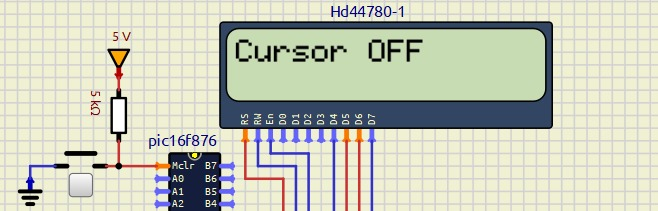 Hd44780-1
5 V
Cursor OFF
5 kΩ
RS RW En D0 D1 D2 D3 D4 D5 D6 D7
pic16f876
Mclr B7
A0 B6
A1 B5
A2 B4